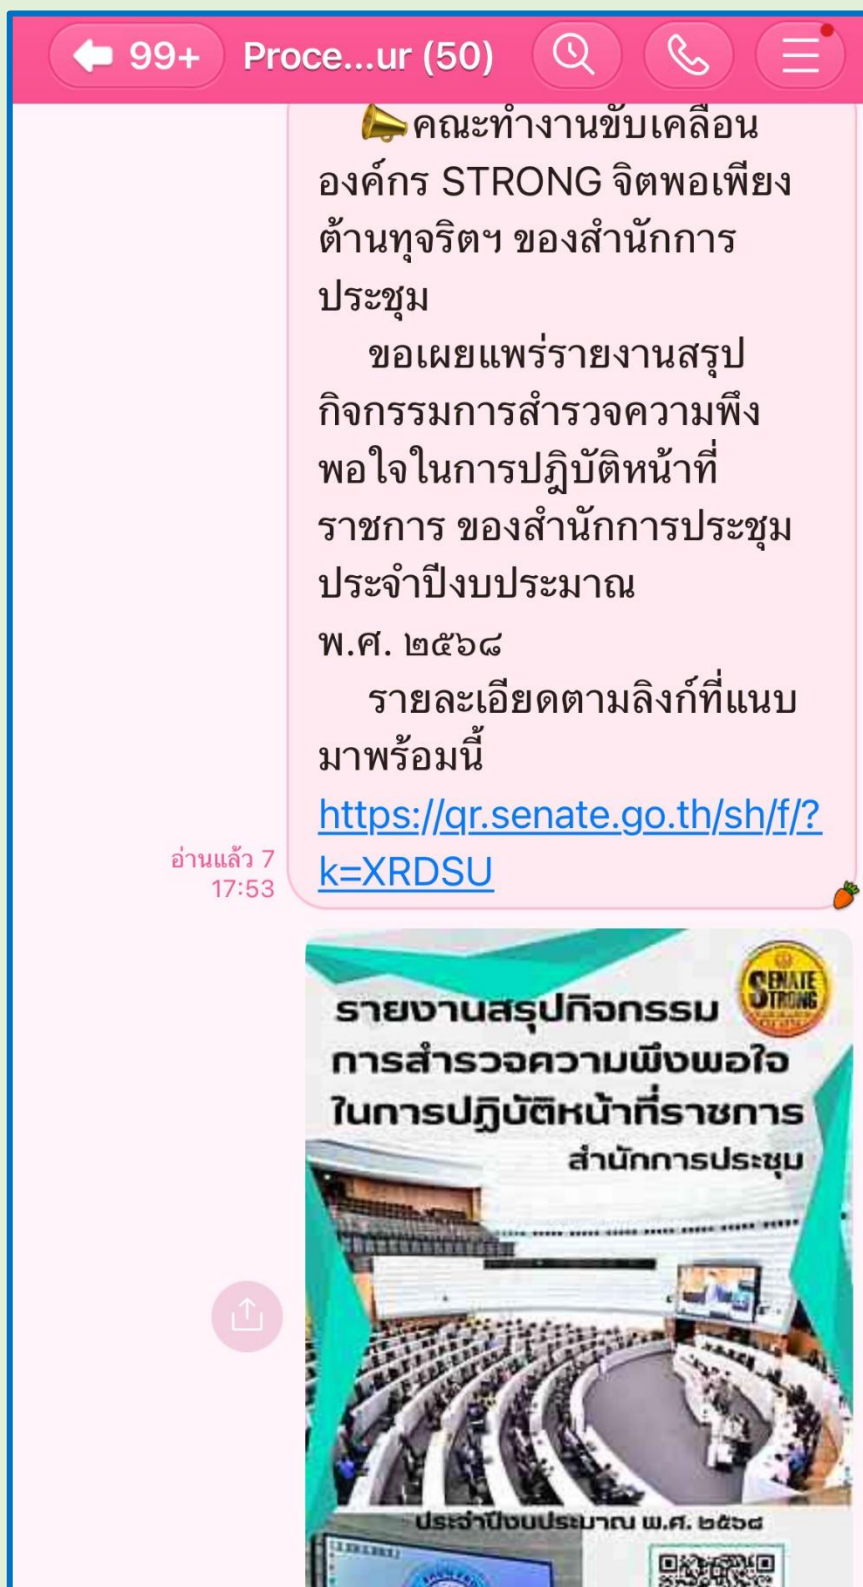 99+ Proce...ur (50)
คณะทำงานขับเคลื่อน
องค์กร STRONG จิตพอเพียง
ต้านทุจริตฯ ของสำนักการ
ประชุม
ขอเผยแพร่รายงานสรุป
กิจกรรมการสำรวจความพึง
พอใจในการปฏิบัติหน้าที่
ราชการ ของสำนักการประชุม
ประจำปีงบประมาณ
พ.ศ. ๒๕๖๘
รายละเอียดตามลิงก์ที่แนบ
มาพร้อมนี้
https://qr.senate.go.th/sh/f/?
k=XRDSU
อ่านแล้ว 7
17:53
SENATE
STRONG
รายงานสรุปกิจกรรม
การสำรวจความพึงพอใจ
ในการปฏิบัติหน้าที่ราชการ
สำนักการประชุม
ประจำปีงบประมาณ พ.ศ. ๒๕๖๘